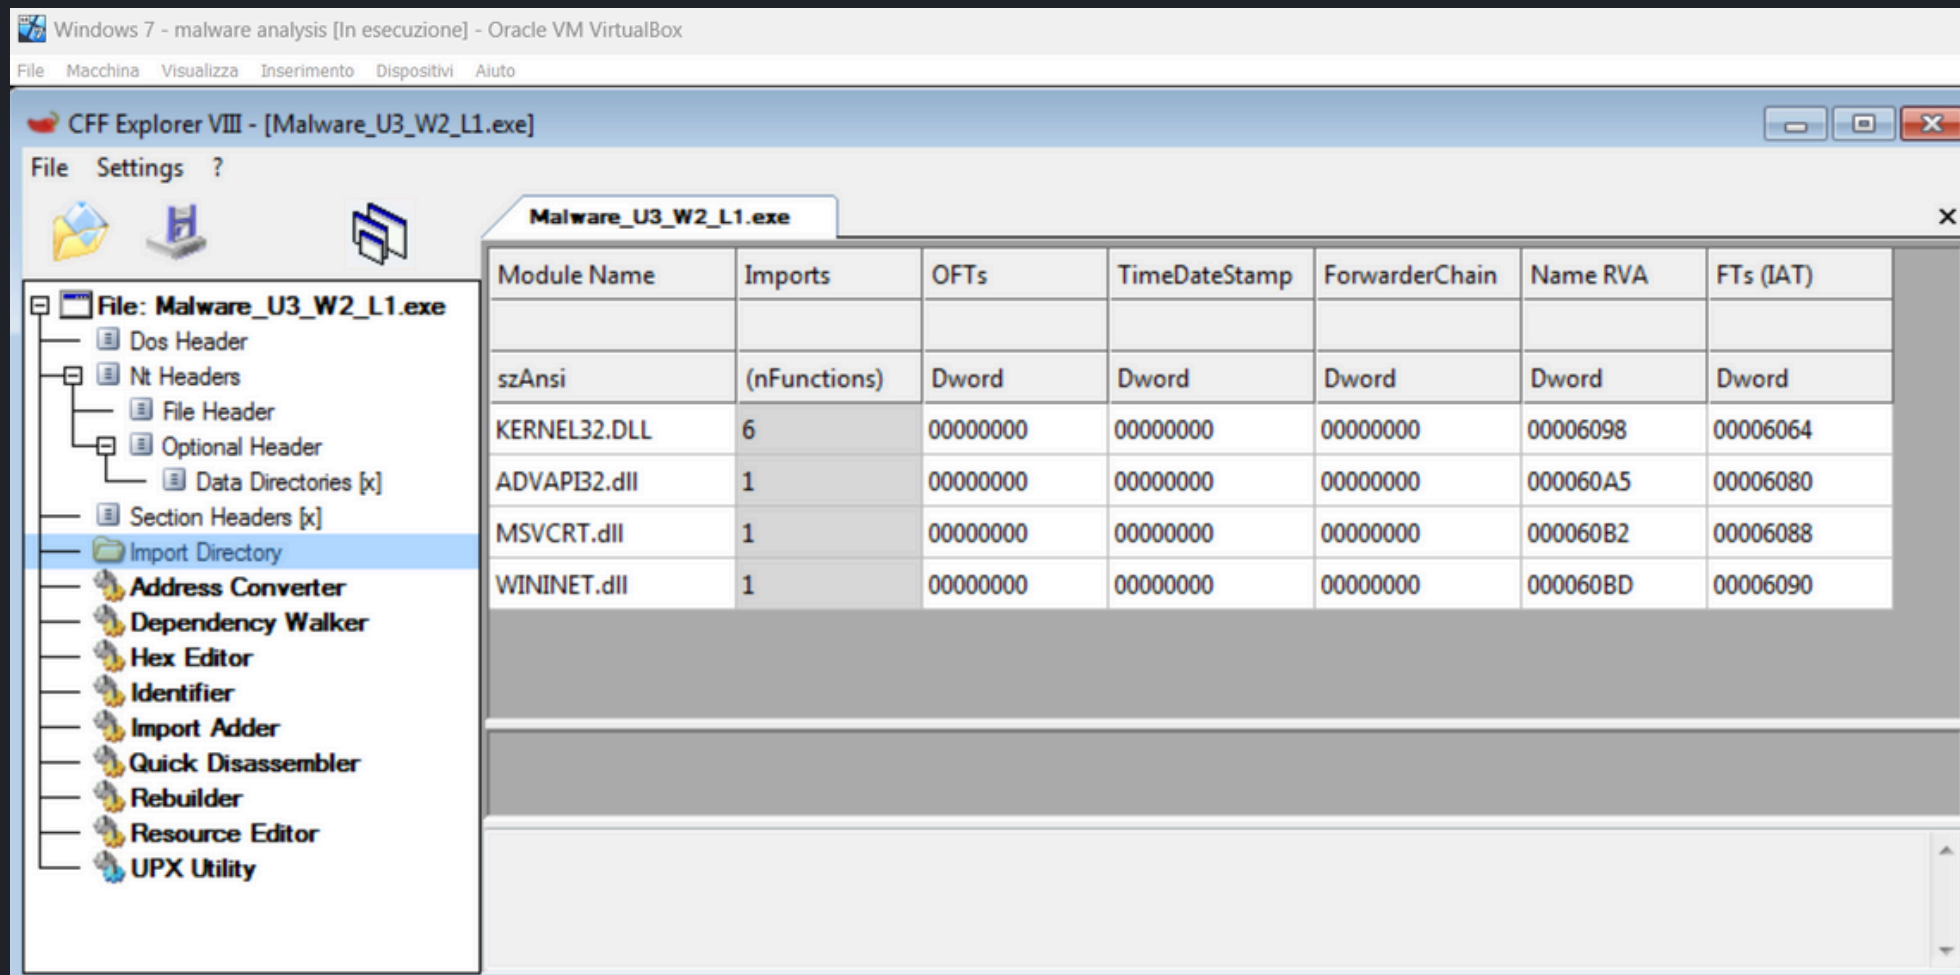 Windows 7 - malware analysis [In esecuzione] - Oracle VM VirtualBox
File Macchina Visualizza Inserimento Dispositivi Aiuto
CFF Explorer VIII - [Malware_U3_W2_L1.exe]
File Settings ?
Malware_U3_W2_L1.exe
File: Malware_U3_W2_L1.exe
Dos Header
Nt Headers
File Header
Optional Header
Data Directories [x]
Section Headers [x]
Import Directory
Address Converter
Dependency Walker
Hex Editor
Identifier
Import Adder
Quick Disassembler
Rebuilder
Resource Editor
UPX Utility
Module Name Imports OFTs TimeDateStamp ForwarderChain Name RVA FTs (IAT)
szAnsi (nFunctions) Dword Dword Dword Dword Dword
KERNEL32.DLL 6 00000000 00000000 00000000 00006098 00006064
ADVAPI32.dll 1 00000000 00000000 00000000 000060A5 00006080
MSVCRT.dll 1 00000000 00000000 00000000 000060B2 00006088
WININET.dll 1 00000000 00000000 00000000 000060BD 00006090